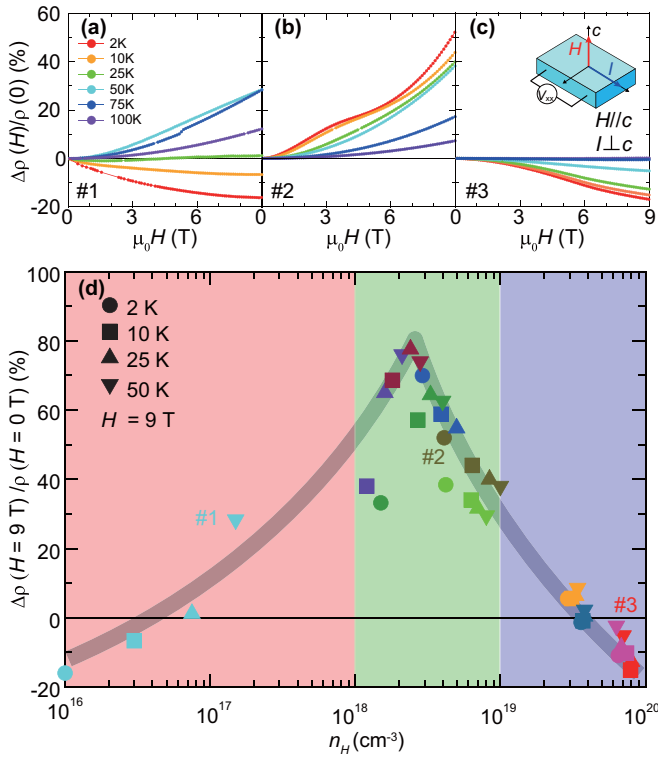 (a)
2K
10K
25K
50K
75K
100K
#1
(b)
#2
(c)
H
c
I
Vxx
H//c
I⊥c
#3
Δρ (H)/ρ (0) (%)
60
40
20
0
-20
0 3 6 0 3 6 0 3 6 9
μ0H (T)
μ0H (T)
μ0H (T)
(d)
2 K
10 K
25 K
50 K
H = 9 T
#1
#2
#3
Δρ (H = 9 T) /ρ (H = 0 T) (%)
100
80
60
40
20
0
-20
10^16 10^17 10^18 10^19 10^20
nH (cm-3)